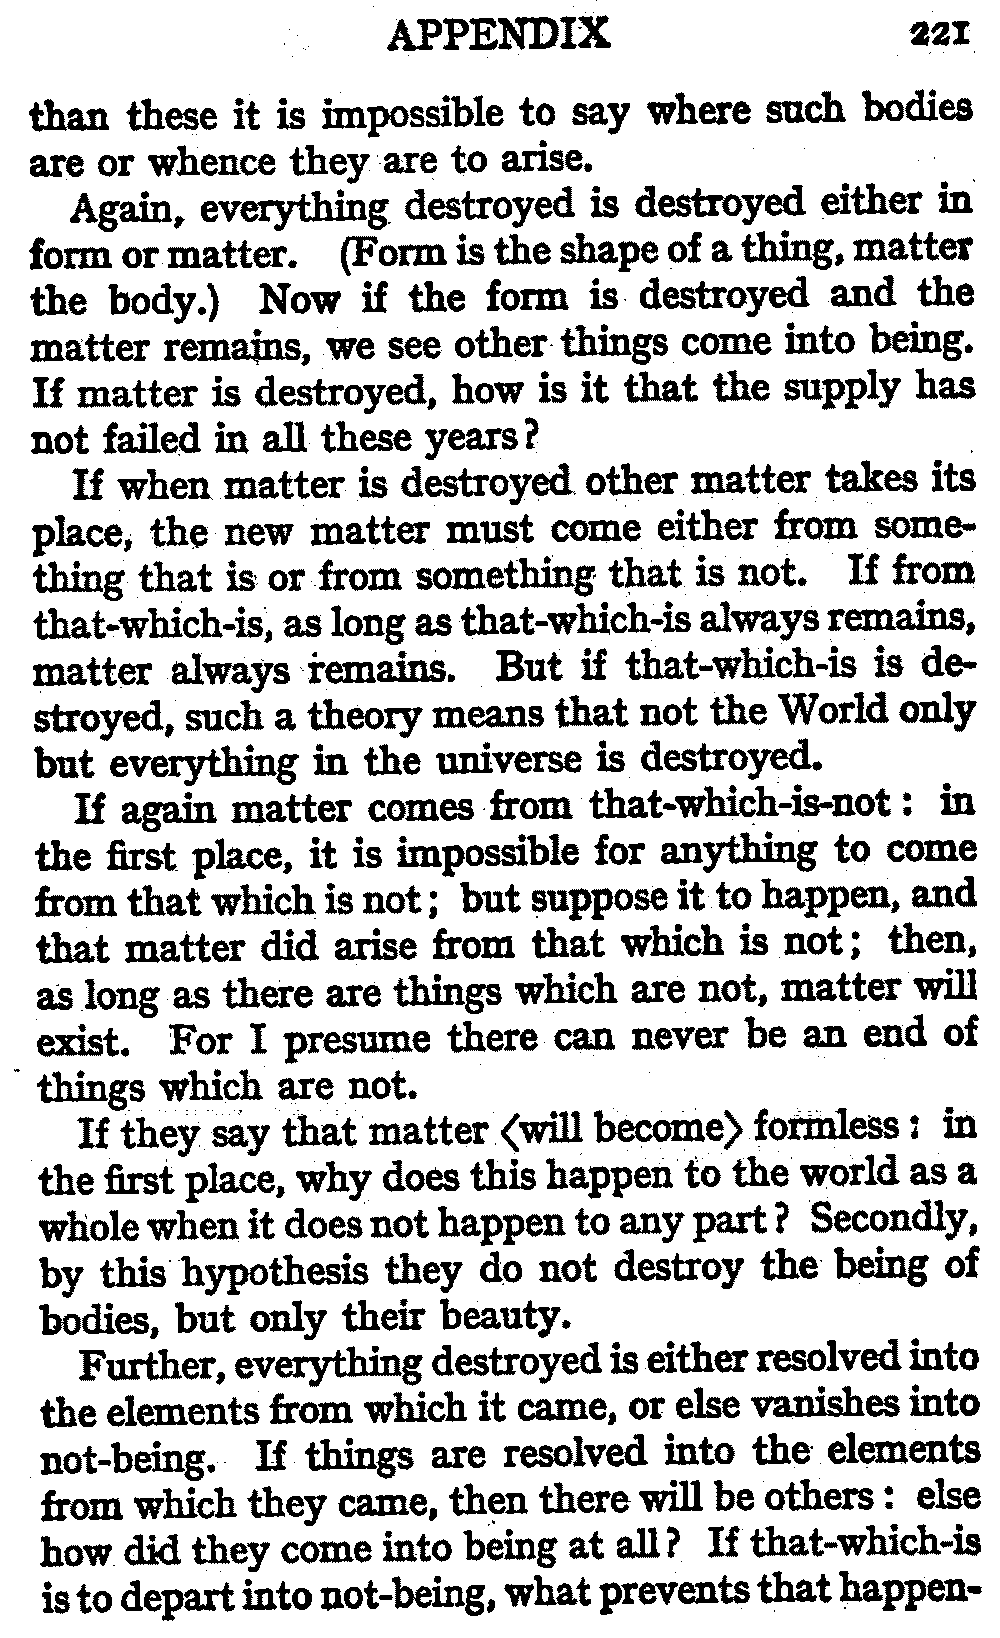 APPENDIX 221
than these it is impossible to say where such bodies
are or whence they are to arise.
Again, everything destroyed is destroyed either in
form or matter. (Form is the shape of a thing, matter
the body.) Now if the form is destroyed and the
matter remains, we see other things come into being.
If matter is destroyed, how is it that the supply has
not failed in all these years?
If when matter is destroyed other matter takes its
place, the new matter must come either from some-
thing that is or from something that is not. If from
that-which-is, as long as that-which-is always remains,
matter always remains. But if that-which-is is de-
stroyed, such a theory means that not the World only
but everything in the universe is destroyed.
If again matter comes from that-which-is-not: in
the first place, it is impossible for anything to come
from that which is not; but suppose it to happen, and
that matter did arise from that which is not; then,
as long as there are things which are not, matter will
exist. For I presume there can never be an end of
things which are not.
If they say that matter ⟨will become⟩ formless: in
the first place, why does this happen to the world as a
whole when it does not happen to any part? Secondly,
by this hypothesis they do not destroy the being of
bodies, but only their beauty.
Further, everything destroyed is either resolved into
the elements from which it came, or else vanishes into
not-being. If things are resolved into the elements
from which they came, then there will be others: else
how did they come into being at all? If that-which-is
is to depart into not-being, what prevents that happen-